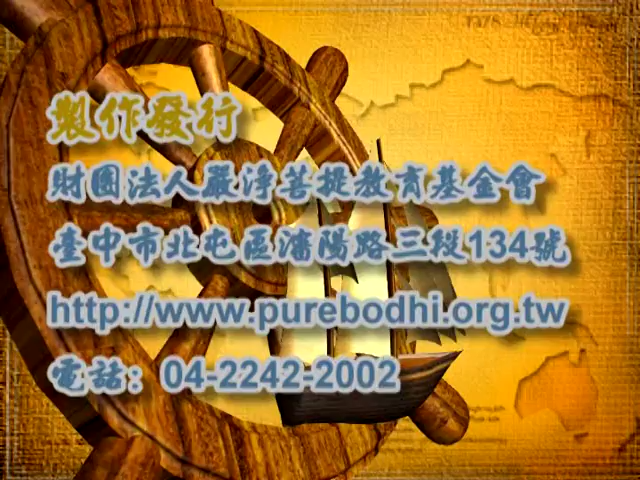 製作發行
財團法人嚴淨菩提教育基金會
臺中市北屯區瀋陽路三段134號
http://www.purebodhi.org.tw
電話：04-2242-2002